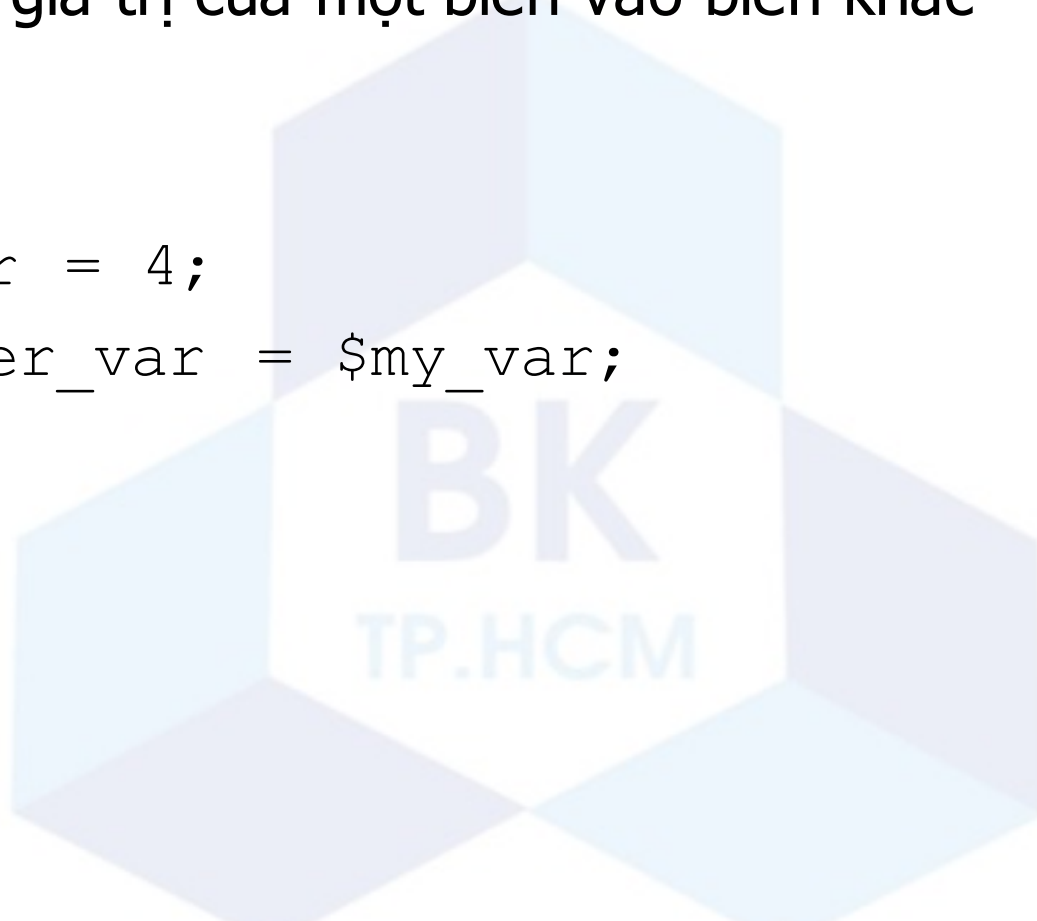 giá trị của một biến vào biến khác
r = 4;
er_var = $my_var;
BK
TP.HCM